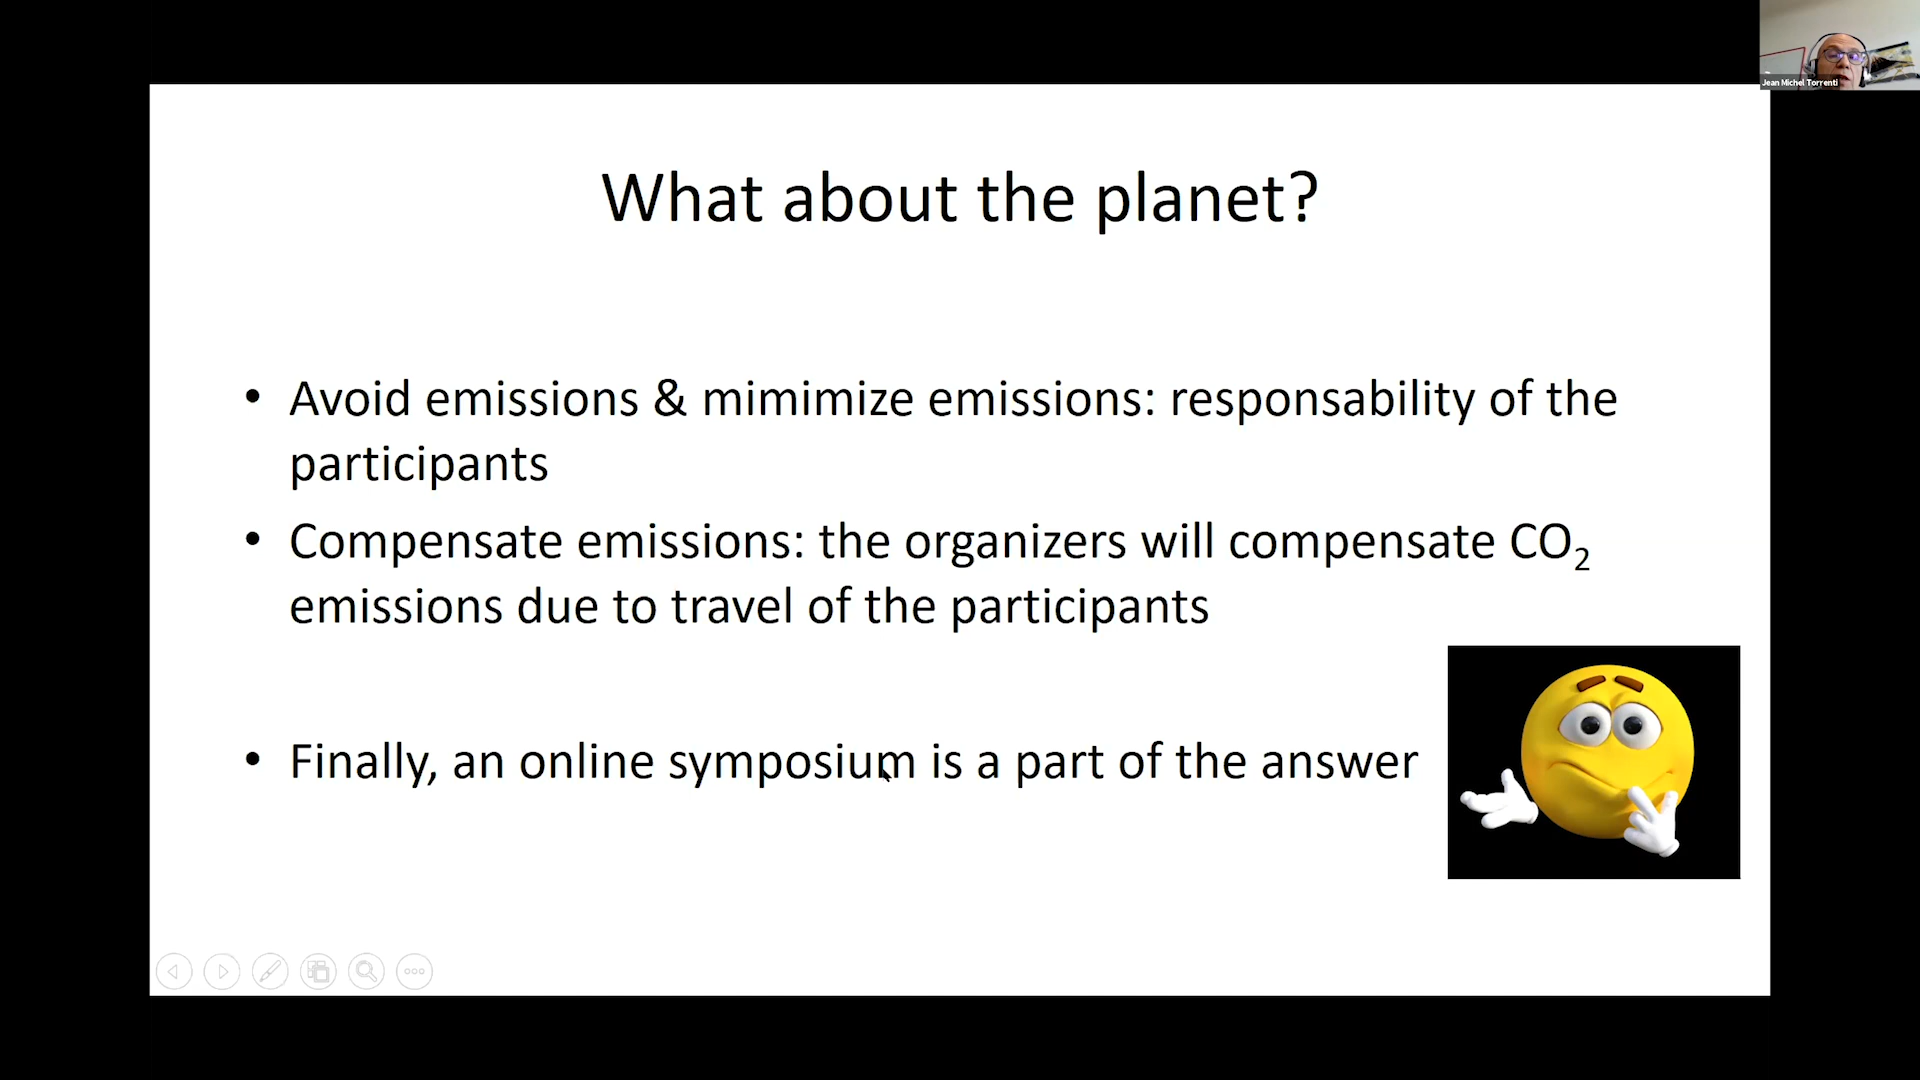 Jean Michel Torrenti
What about the planet?
• Avoid emissions & mimimize emissions: responsability of the
participants
• Compensate emissions: the organizers will compensate CO₂
emissions due to travel of the participants
• Finally, an online symposium is a part of the answer